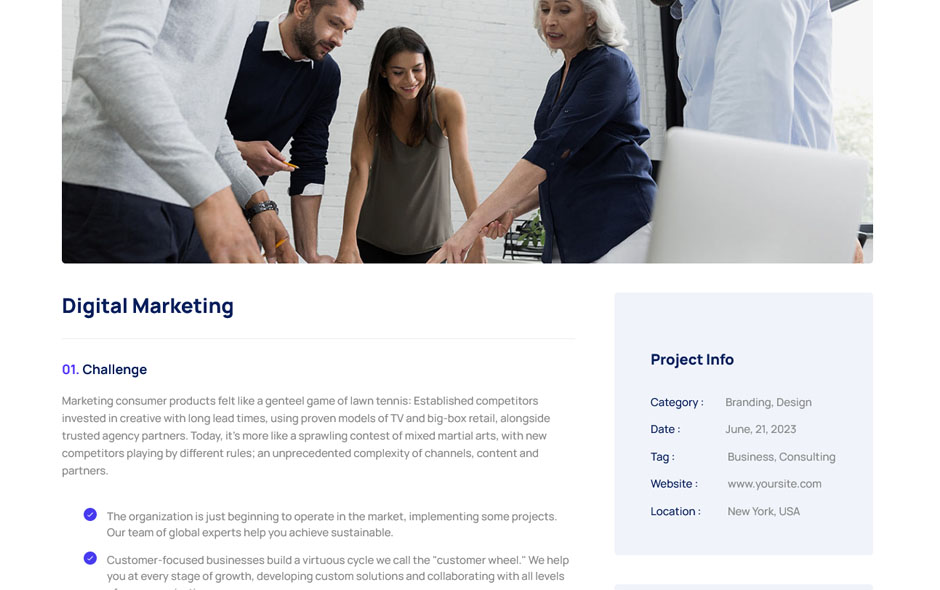 Digital Marketing
01. Challenge
Marketing consumer products felt like a genteel game of lawn tennis: Established competitors
invested in creative with long lead times, using proven models of TV and big-box retail, alongside
trusted agency partners. Today, it's more like a sprawling contest of mixed martial arts, with new
competitors playing by different rules; an unprecedented complexity of channels, content and
partners.
The organization is just beginning to operate in the market, implementing some projects.
Our team of global experts help you achieve sustainable.
Customer-focused businesses build a virtuous cycle we call the "customer wheel." We help
you at every stage of growth, developing custom solutions and collaborating with all levels
Project Info
Category : Branding, Design
Date : June, 21, 2023
Tag : Business, Consulting
Website : www.yoursite.com
Location : New York, USA